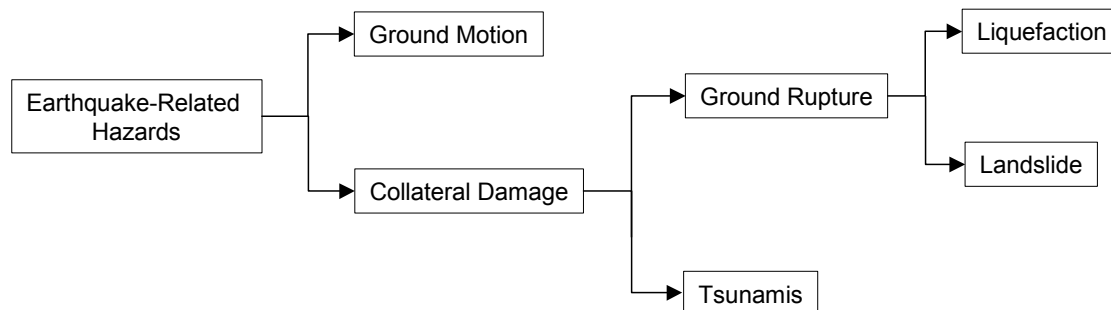 Ground Motion
Liquefaction
Earthquake-Related
Hazards
Ground Rupture
Collateral Damage
Landslide
Tsunamis